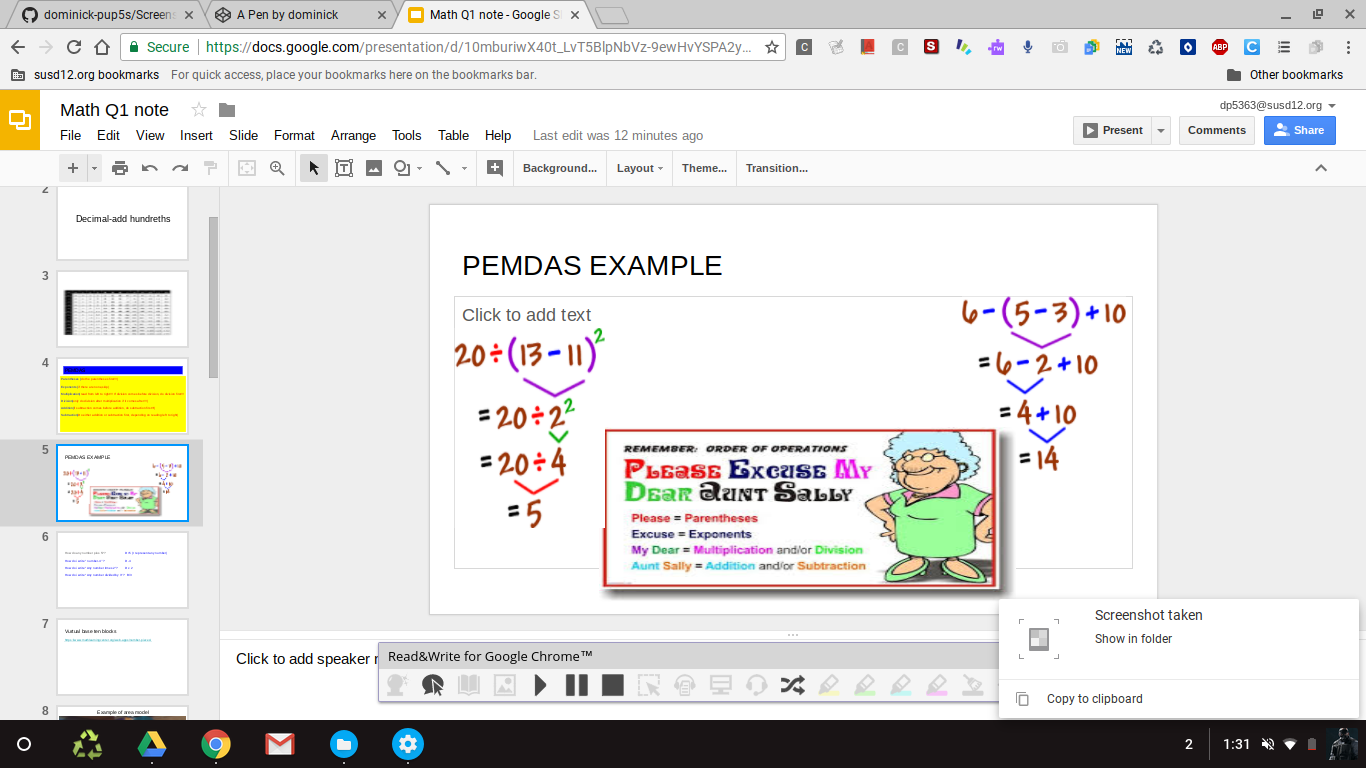 dominick-pup5s/Screens
A Pen by dominick
Math Q1 note - Google Sl
Secure
https://docs.google.com/presentation/d/10mburiwX40t_LvT5BlpNbVz-9ewHvYSPA2y…
susd12.org bookmarks
For quick access, place your bookmarks here on the bookmarks bar.
Other bookmarks
Math Q1 note
dp5363@susd12.org
File Edit View Insert Slide Format Arrange Tools Table Help
Last edit was 12 minutes ago
Present
Comments
Share
Background...
Layout
Theme...
Transition...
2
Decimal-add hundreths
3
4
5
PEMDAS EXAMPLE
6
7
Virtual base ten blocks
8
Example of area model
PEMDAS EXAMPLE
Click to add text
20÷(13−11)²
=20÷2²
=20÷4
=5
6−(5−3)+10
=6−2+10
=4+10
=14
REMEMBER: ORDER OF OPERATIONS
PLEASE EXCUSE MY
DEAR AUNT SALLY
Please = Parentheses
Excuse = Exponents
My Dear = Multiplication and/or Division
Aunt Sally = Addition and/or Subtraction
Click to add speaker
Read&Write for Google Chrome™
Screenshot taken
Show in folder
Copy to clipboard
2
1:31